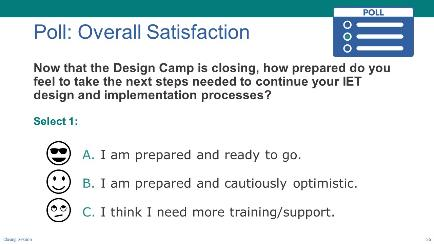 POLL
Poll: Overall Satisfaction
Now that the Design Camp is closing, how prepared do you
feel to take the next steps needed to continue your IET
design and implementation processes?
Select 1:
A. I am prepared and ready to go.
B. I am prepared and cautiously optimistic.
C. I think I need more training/support.
Closing Session